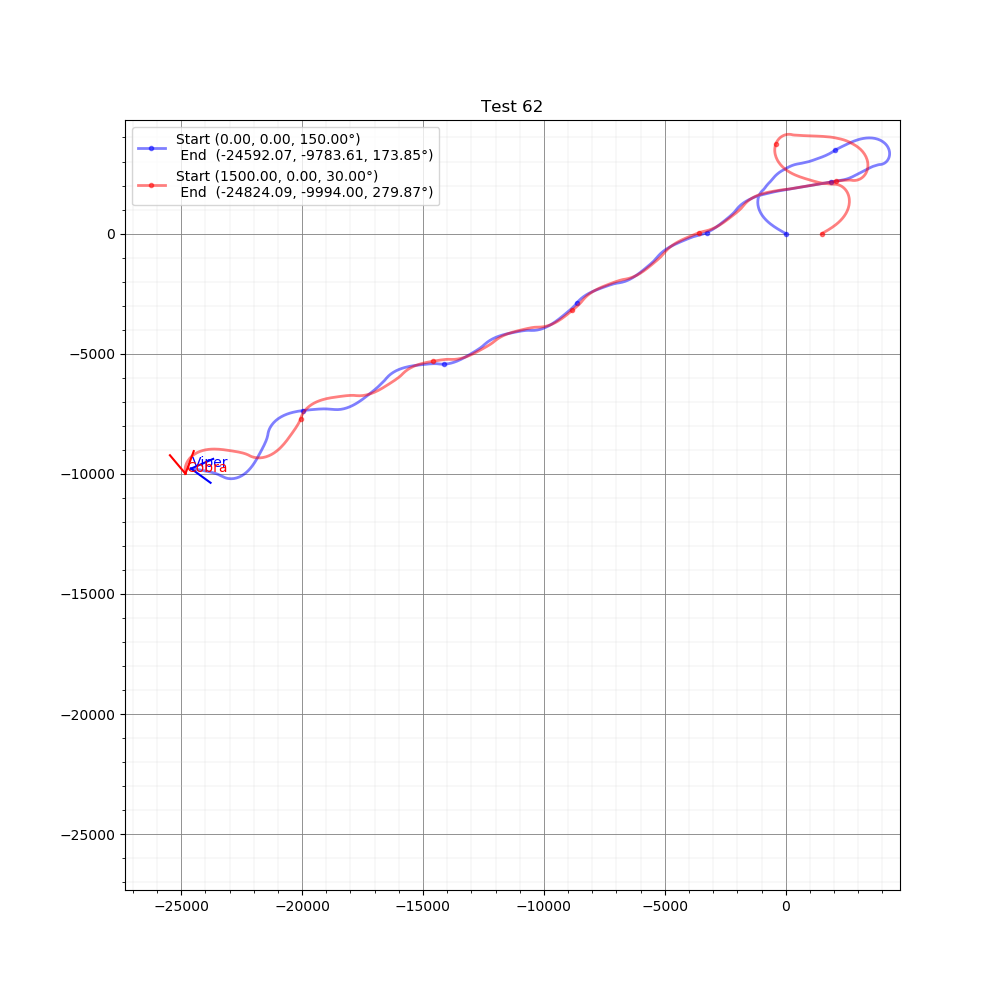 Test 62
Start (0.00, 0.00, 150.00°)
End  (-24592.07, -9783.61, 173.85°)
Start (1500.00, 0.00, 30.00°)
End  (-24824.09, -9994.00, 279.87°)
0
−5000
−10000
−15000
−20000
−25000
Viper
Cobra
−25000 −20000 −15000 −10000 −5000 0